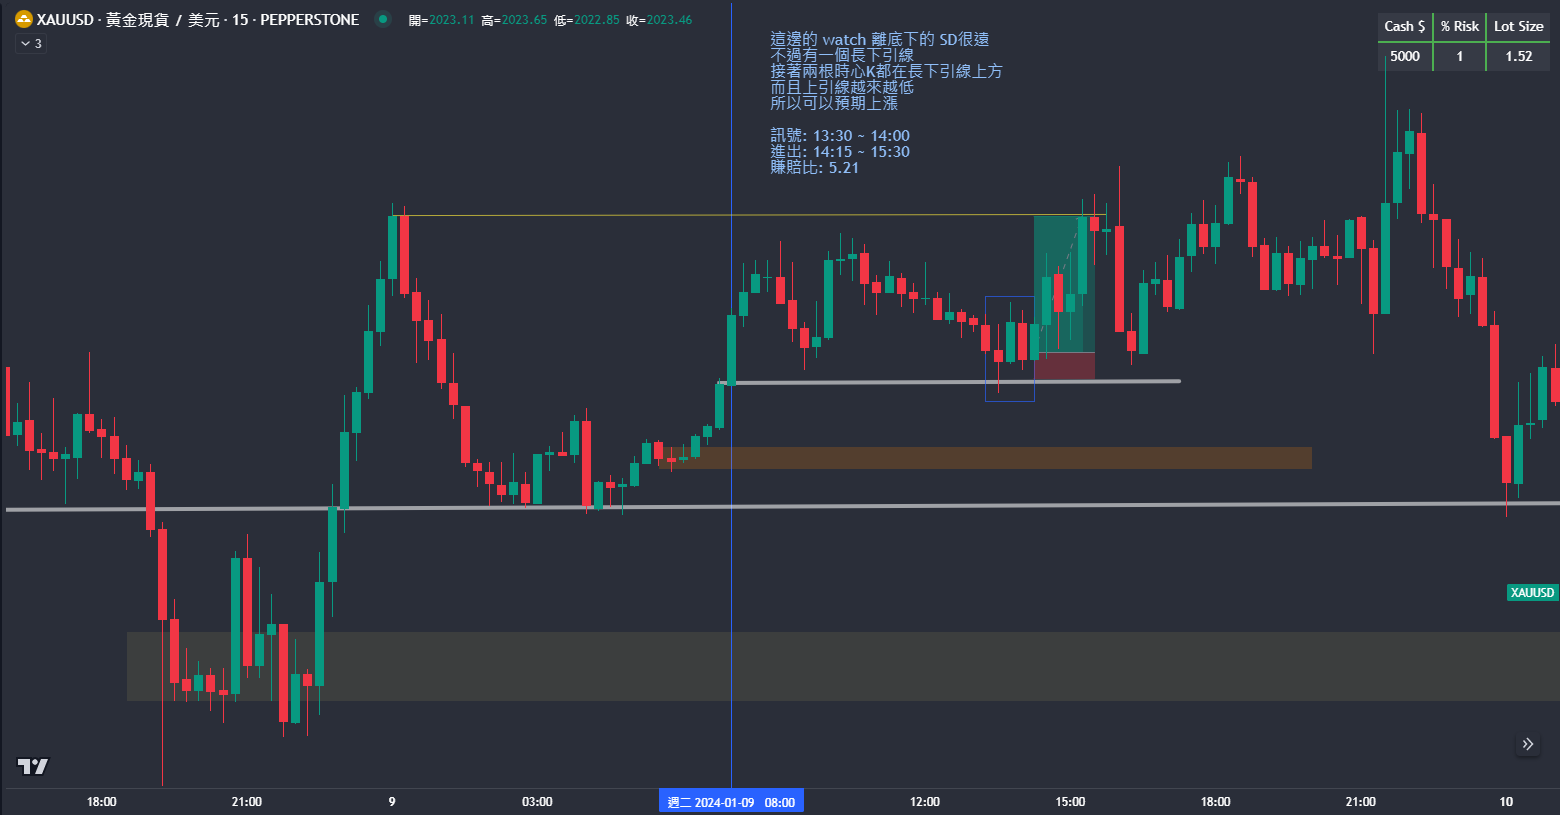 XAUUSD · 黃金現貨 / 美元 · 15 · PEPPERSTONE 開=2023.11 高=2023.65 低=2022.85 收=2023.46
3
Cash $ % Risk Lot Size
5000 1 1.52
這邊的 watch 離底下的 SD很遠
不過有一個長下引線
接著兩根時心K都在長下引線上方
而且上引線越來越低
所以可以預期上漲
訊號: 13:30 ~ 14:00
進出: 14:15 ~ 15:30
賺賠比: 5.21
XAUUSD
18:00 21:00 9 03:00 週二 2024-01-09 08:00 12:00 15:00 18:00 21:00 10